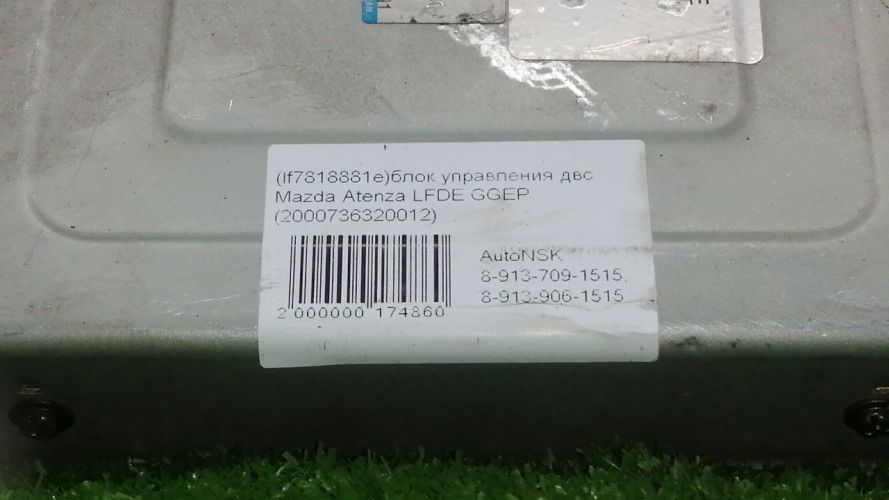 (lf7818881e)блок управления двс
Mazda Atenza LFDE GGEP
(2000736320012)
AutoNSK
8-913-709-1515,
8-913-906-1515
2 000000 174860